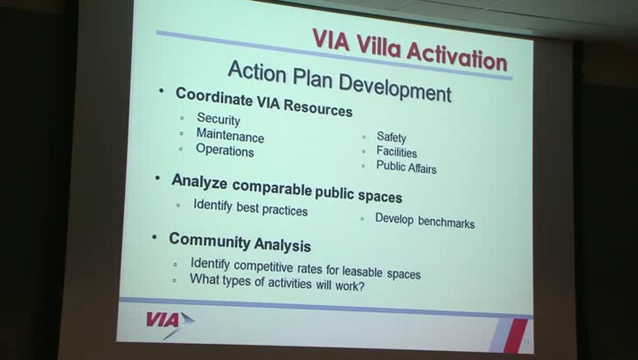 VIA Villa Activation
Action Plan Development
• Coordinate VIA Resources
◦ Security
◦ Maintenance
◦ Operations
◦ Safety
◦ Facilities
◦ Public Affairs
• Analyze comparable public spaces
◦ Identify best practices
◦ Develop benchmarks
• Community Analysis
◦ Identify competitive rates for leasable spaces
◦ What types of activities will work?
VIA